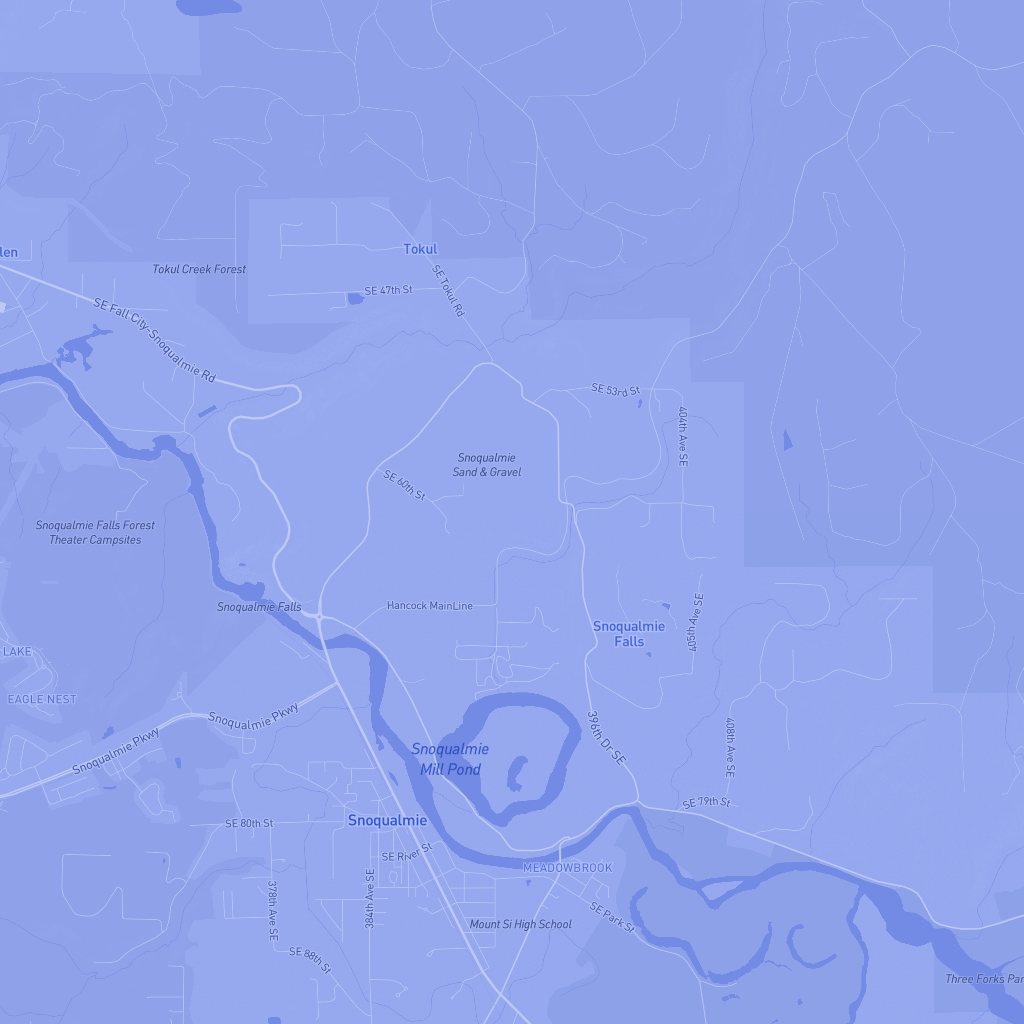 Tokul
len
Tokul Creek Forest
SE Tokul Rd
SE 47th St
SE Fall City-Snoqualmie Rd
SE 53rd St
404th Ave SE
Snoqualmie
Sand & Gravel
SE 60th St
Snoqualmie Falls Forest
Theater Campsites
Snoqualmie Falls
Hancock MainLine
Snoqualmie
Falls
405th Ave SE
LAKE
EAGLE NEST
Snoqualmie Pkwy
Snoqualmie Pkwy
396th Dr SE
408th Ave SE
Snoqualmie
Mill Pond
SE 79th St
Snoqualmie
SE 80th St
SE River St
MEADOWBROOK
378th Ave SE
384th Ave SE
SE Park St
Mount Si High School
SE 88th St
Three Forks Par